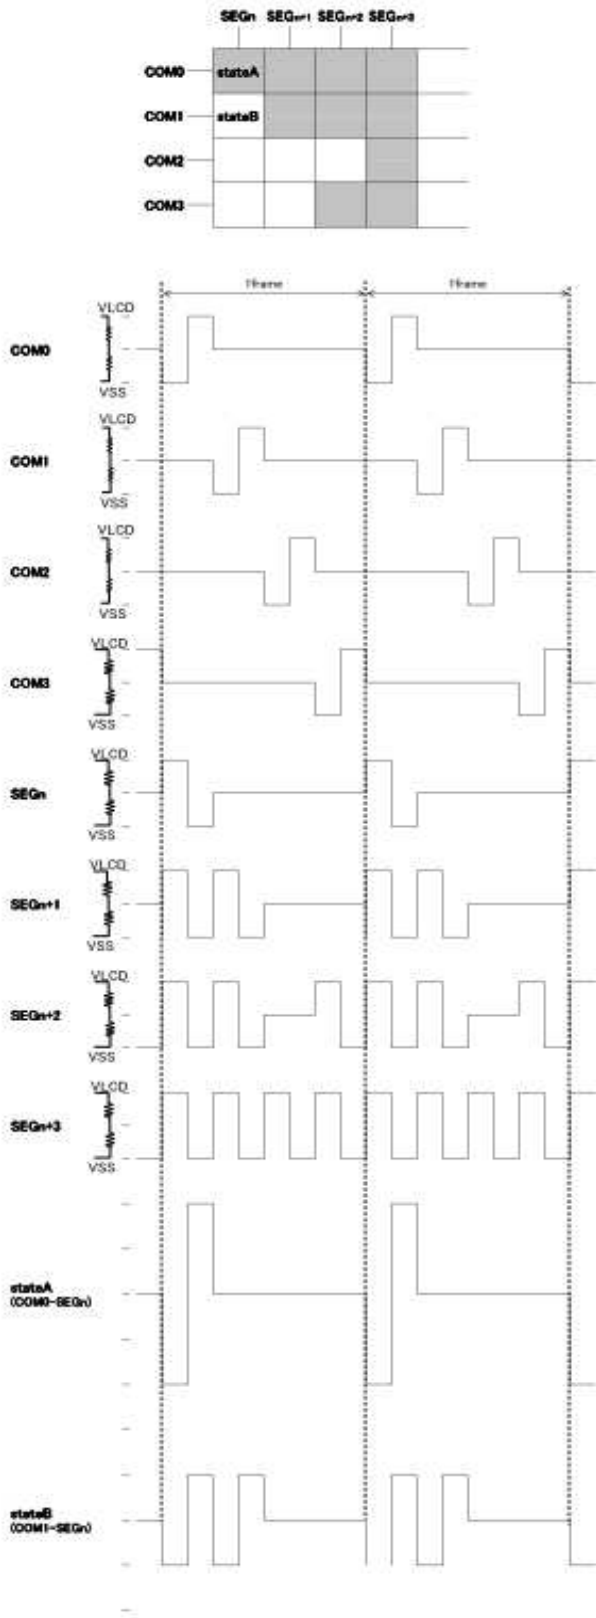 SEGn SEGn+1 SEGn+2 SEGn+3
COM0 stateA
COM1 stateB
COM2
COM3
1frame 1frame
VLCD
COM0
VSS
VLCD
COM1
VSS
VLCD
COM2
VSS
VLCD
COM3
VSS
VLCD
SEGn
VSS
VLCD
SEGn+1
VSS
VLCD
SEGn+2
VSS
VLCD
SEGn+3
VSS
stateA
(COM0-SEGn)
stateB
(COM1-SEGn)